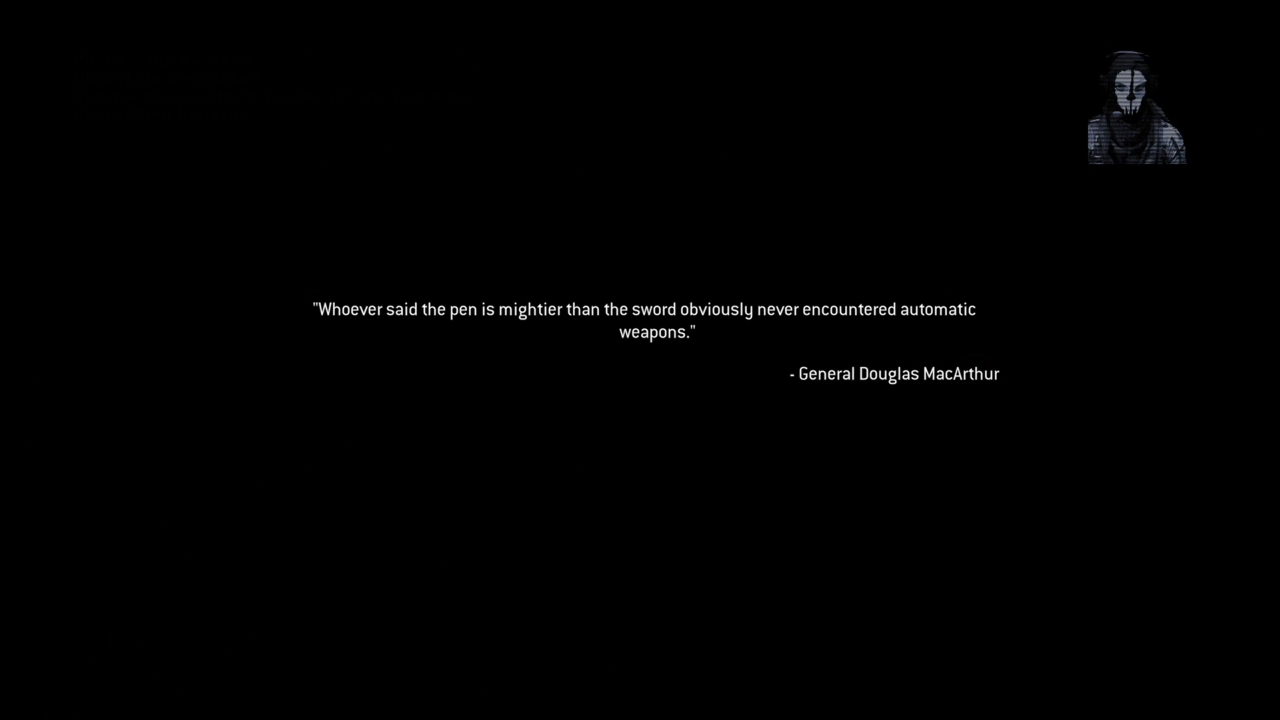 "Whoever said the pen is mightier than the sword obviously never encountered automatic
weapons."
- General Douglas MacArthur